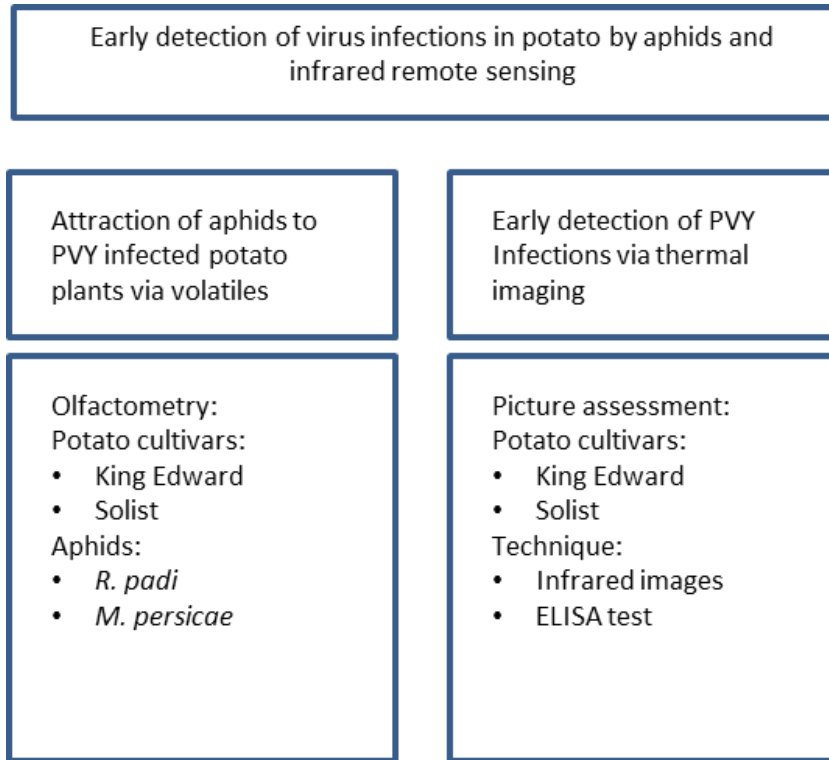 Early detection of virus infections in potato by aphids and
infrared remote sensing
Attraction of aphids to
PVY infected potato
plants via volatiles
Early detection of PVY
Infections via thermal
imaging
Olfactometry:
Potato cultivars:
• King Edward
• Solist
Aphids:
• R. padi
• M. persicae
Picture assessment:
Potato cultivars:
• King Edward
• Solist
Technique:
• Infrared images
• ELISA test